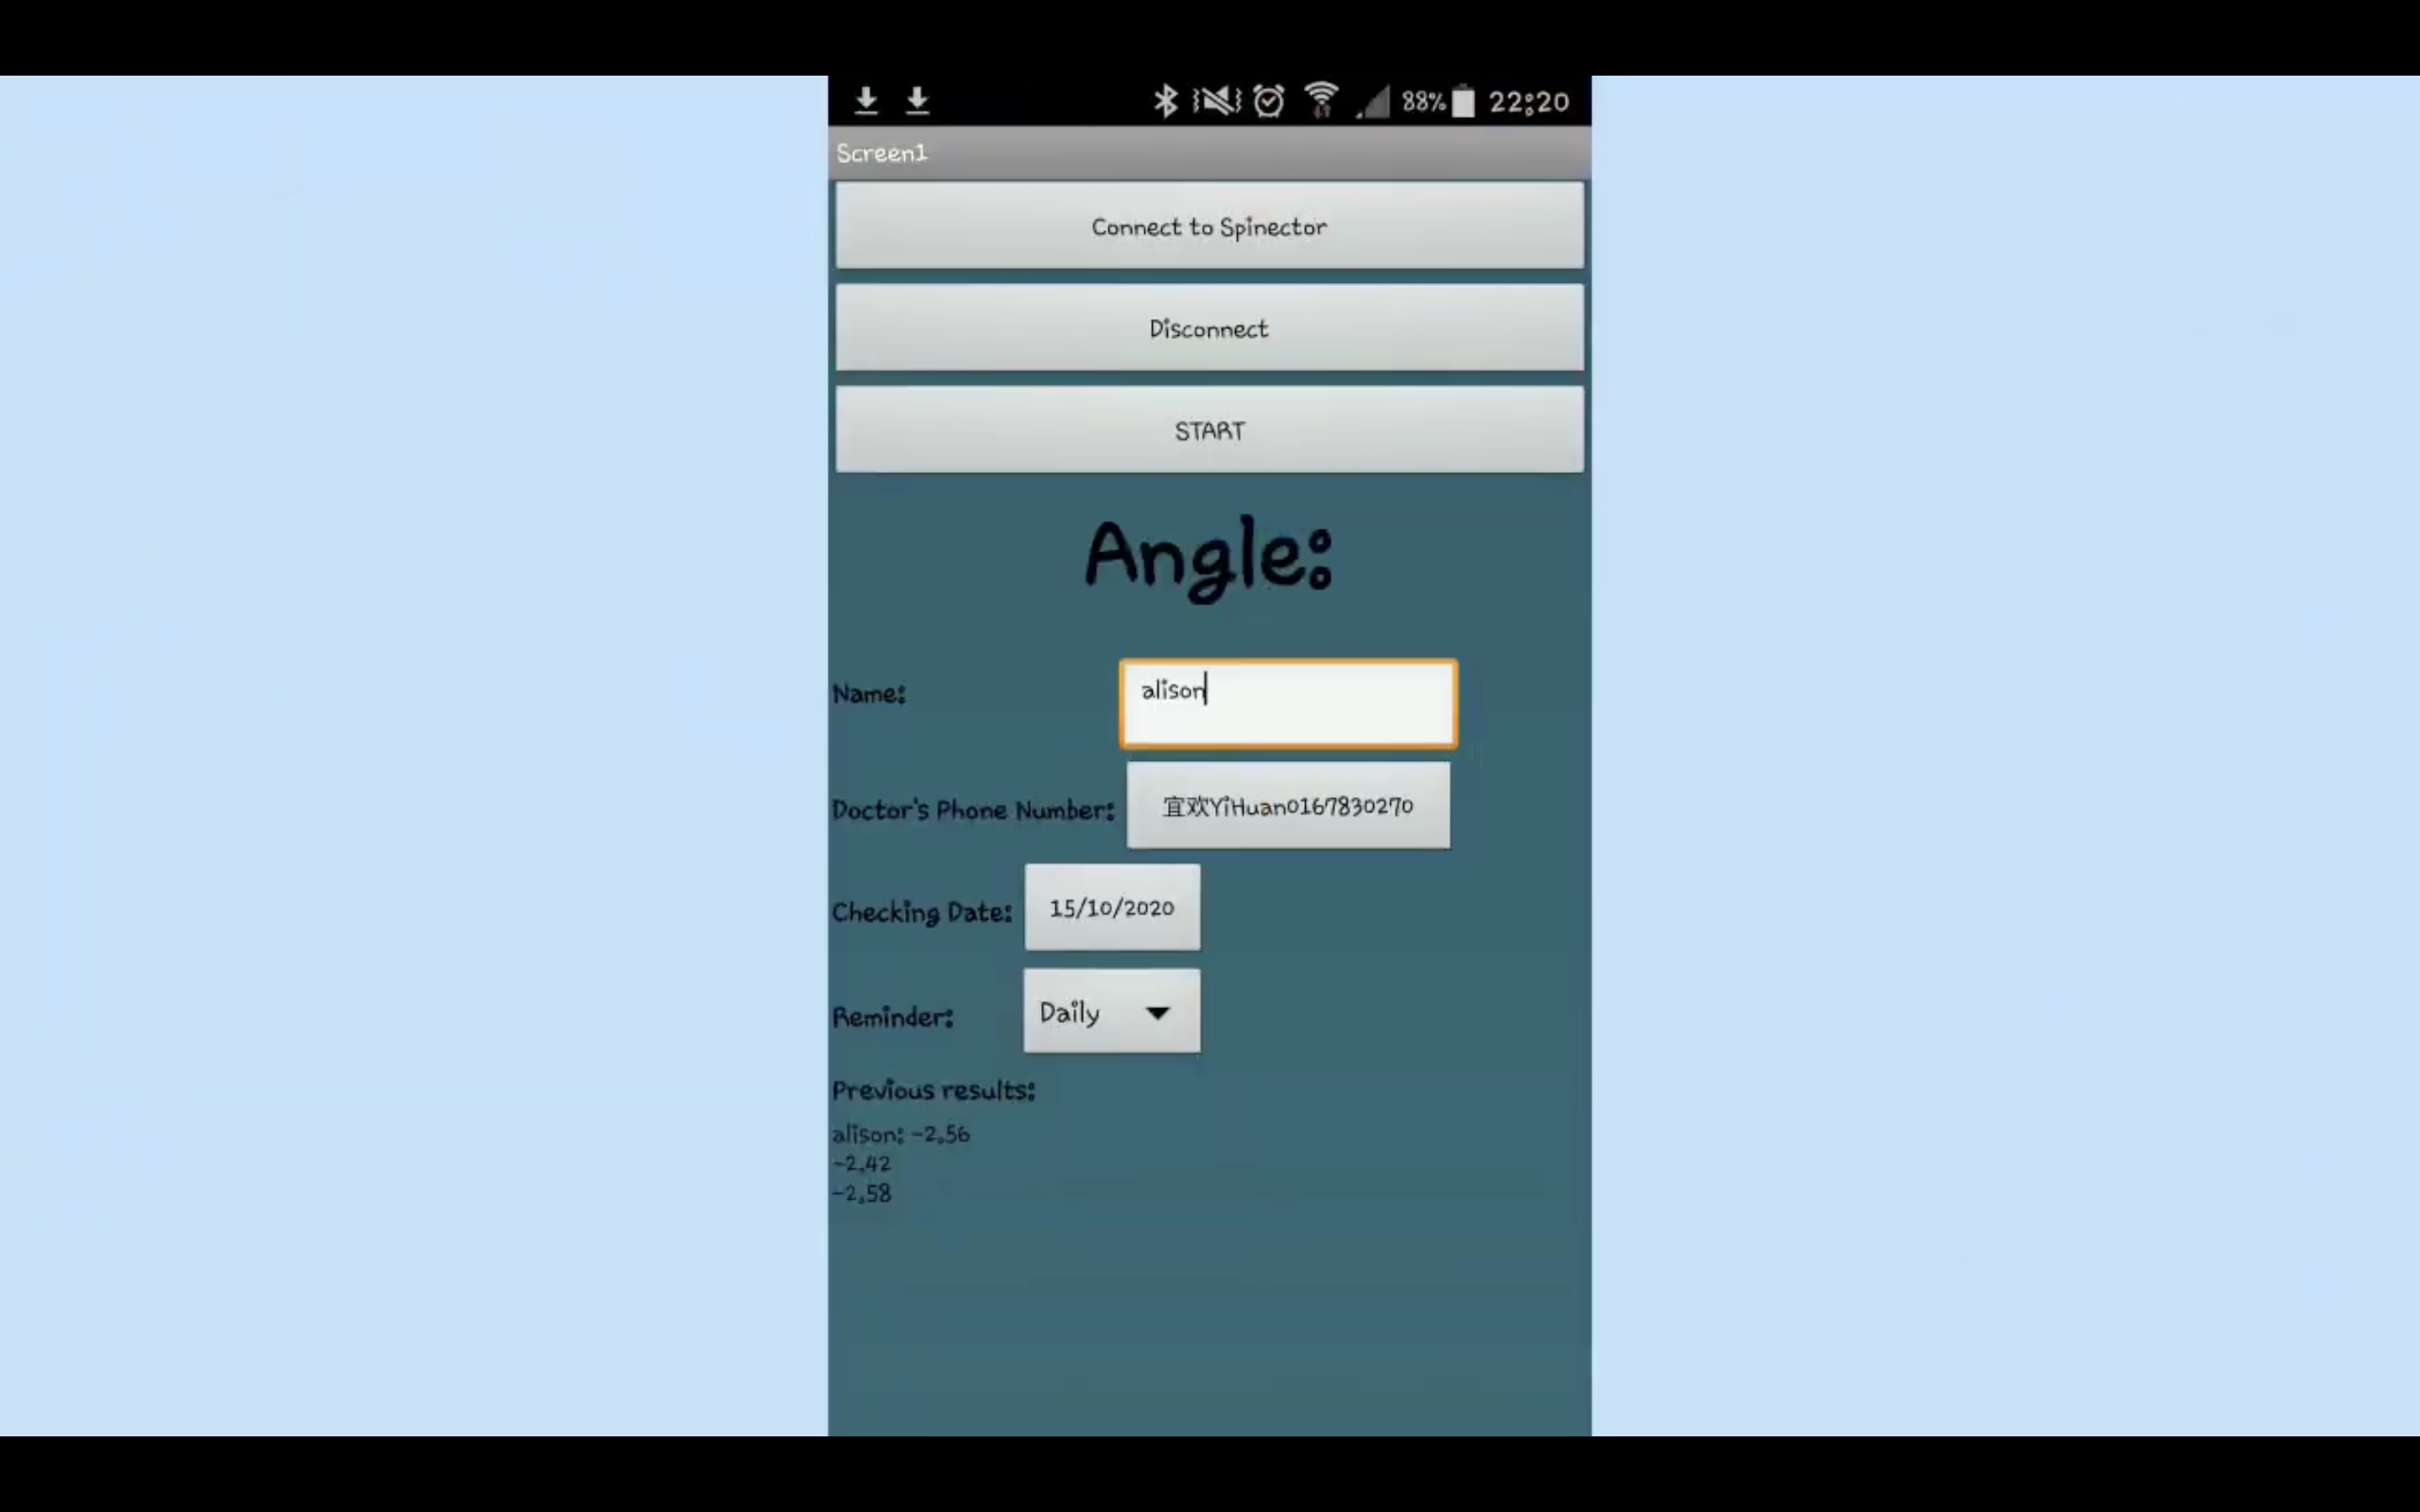 88% 22:20
Screen1
Connect to Spinector
Disconnect
START
Angle:
Name: alison
Doctor's Phone Number: 宜欢YiHuan0167830270
Checking Date: 15/10/2020
Reminder: Daily
Previous results:
alison: -2.56
-2.42
-2.58